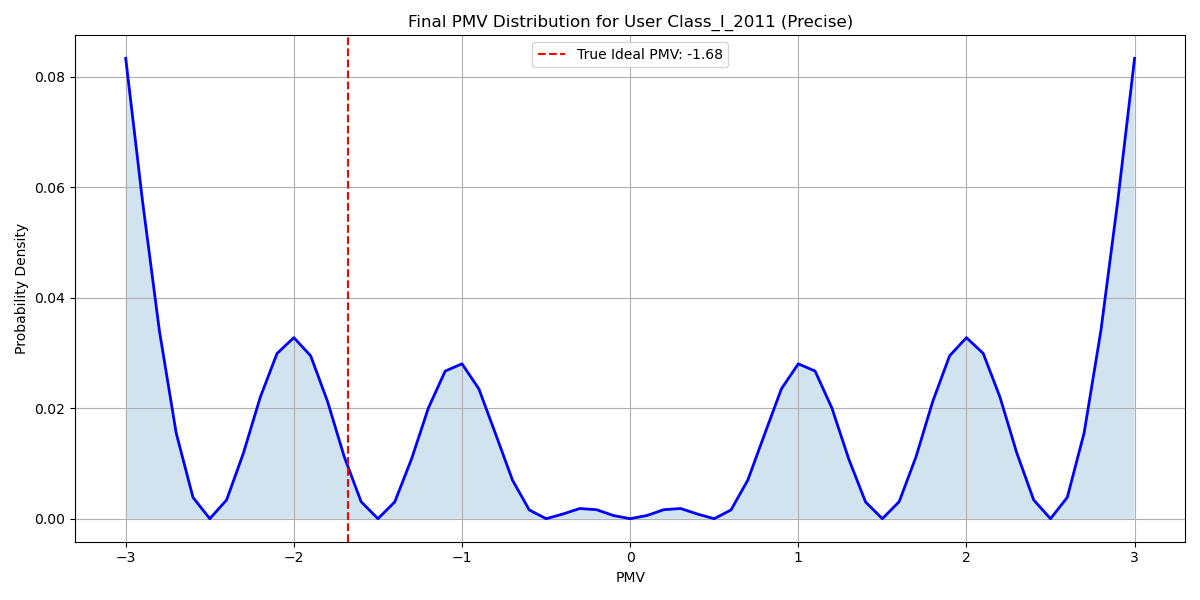 Final PMV Distribution for User Class_I_2011 (Precise)
True Ideal PMV: -1.68
Probability Density
0.08
0.06
0.04
0.02
0.00
−3 −2 −1 0 1 2 3
PMV